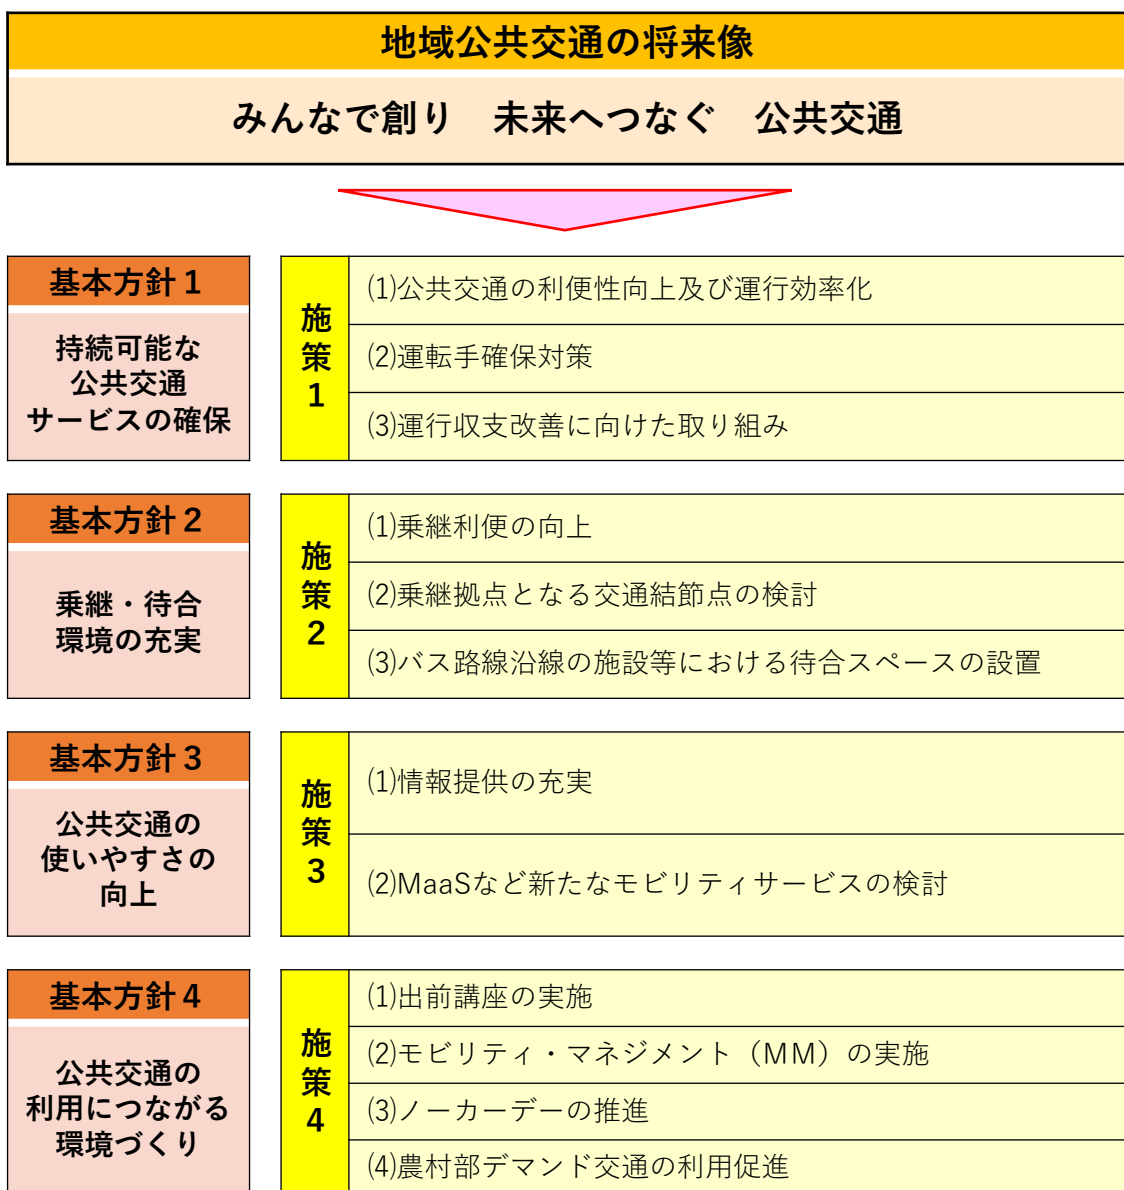 地域公共交通の将来像
みんなで創り　未来へつなぐ　公共交通
基本方針１
持続可能な
公共交通
サービスの確保
施策1
⑴公共交通の利便性向上及び運行効率化
⑵運転手確保対策
⑶運行収支改善に向けた取り組み
基本方針２
乗継・待合
環境の充実
施策2
⑴乗継利便の向上
⑵乗継拠点となる交通結節点の検討
⑶バス路線沿線の施設等における待合スペースの設置
基本方針３
公共交通の
使いやすさの
向上
施策3
⑴情報提供の充実
⑵MaaSなど新たなモビリティサービスの検討
基本方針４
公共交通の
利用につながる
環境づくり
施策4
⑴出前講座の実施
⑵モビリティ・マネジメント（MM）の実施
⑶ノーカーデーの推進
⑷農村部デマンド交通の利用促進